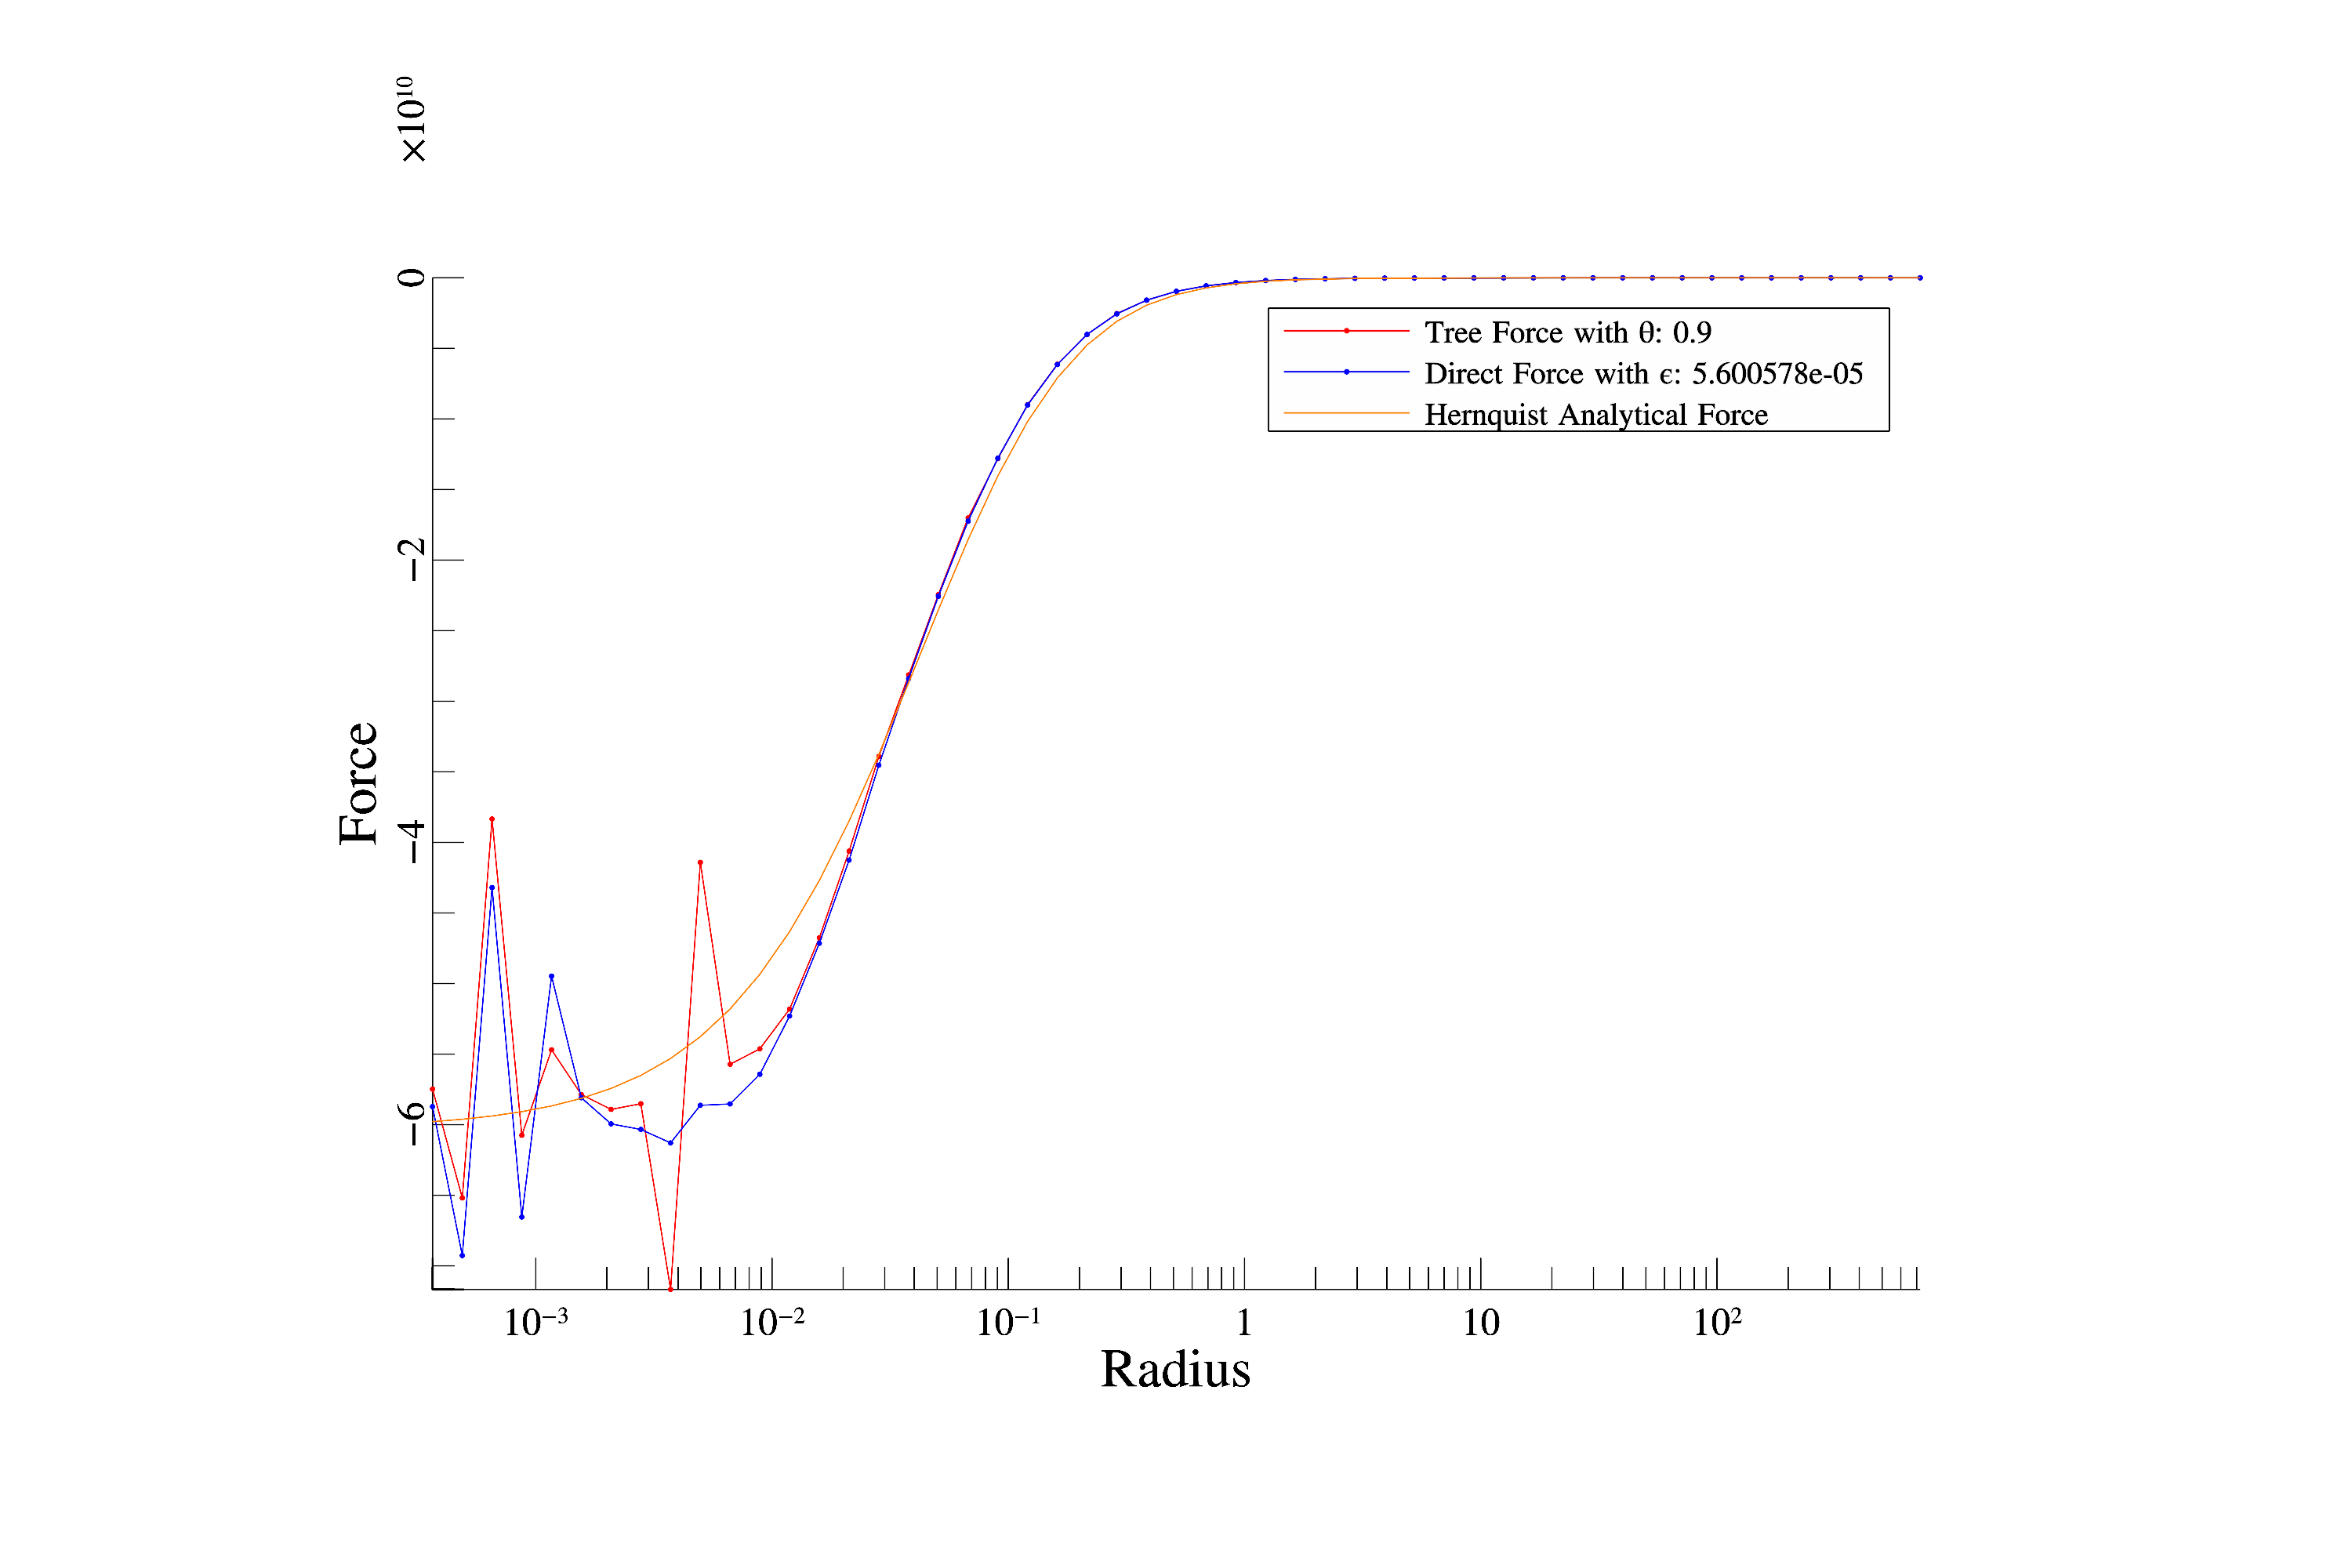 ×10¹⁰
0
−2
−4
−6
Force
Tree Force with θ: 0.9
Direct Force with ϵ: 5.600578e-05
Hernquist Analytical Force
10⁻³ 10⁻² 10⁻¹ 1 10 10²
Radius